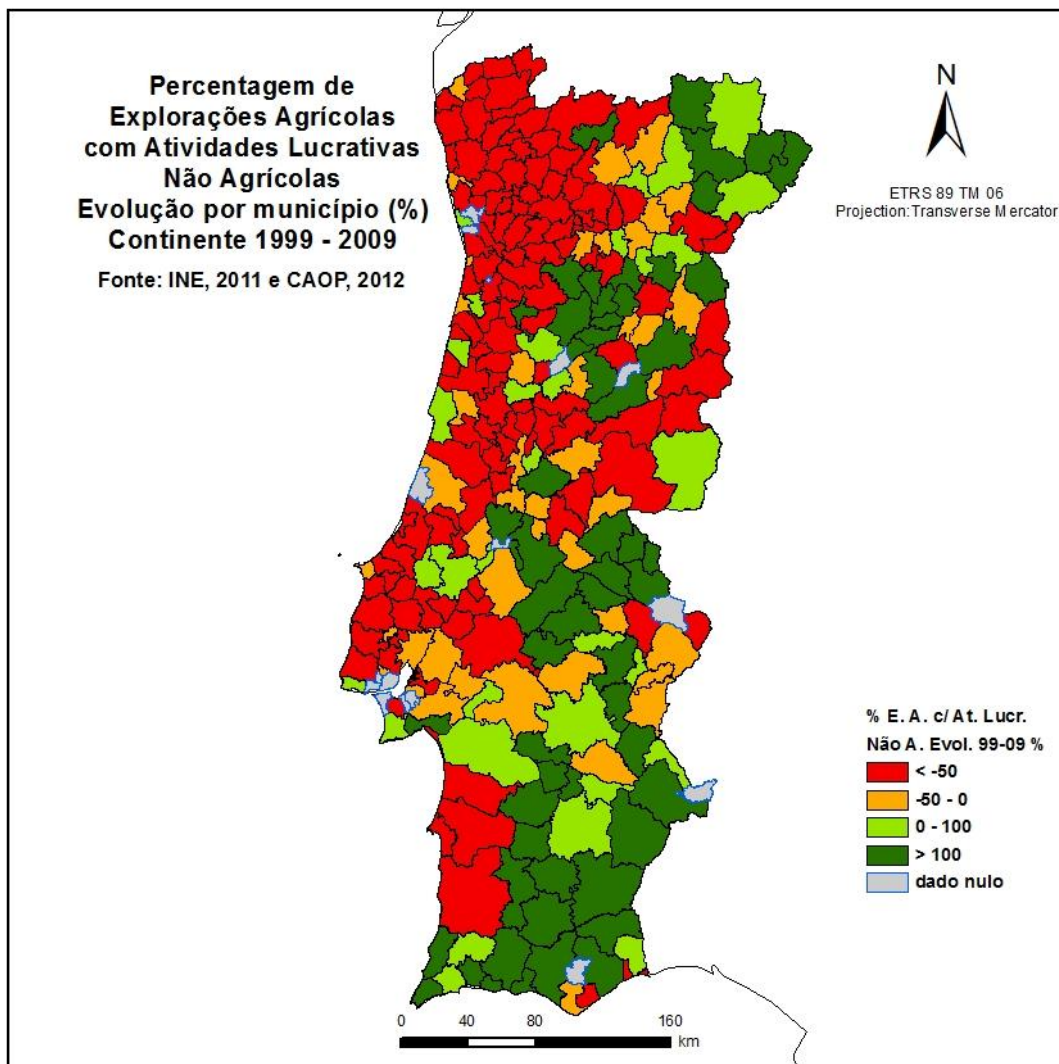 Percentagem de
Explorações Agrícolas
com Atividades Lucrativas
Não Agrícolas
Evolução por município (%)
Continente 1999 - 2009
Fonte: INE, 2011 e CAOP, 2012
N
ETRS 89 TM 06
Projection: Transverse Mercator
% E. A. c/ At. Lucr.
Não A. Evol. 99-09 %
< -50
-50 - 0
0 - 100
> 100
dado nulo
0 40 80 160
km